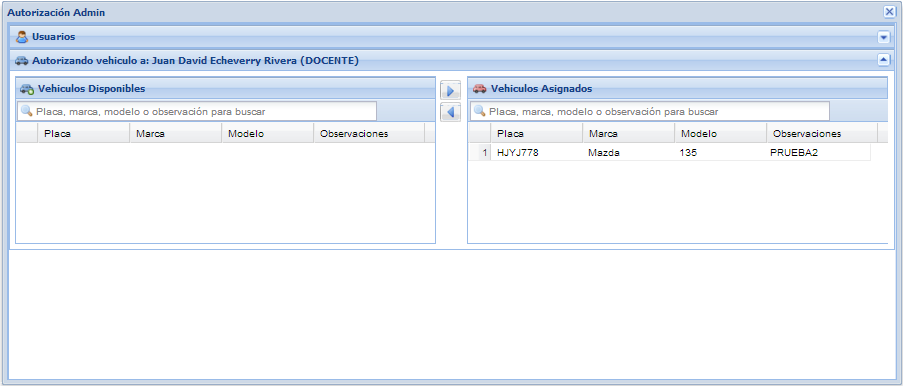 Autorización Admin
Usuarios
Autorizando vehiculo a: Juan David Echeverry Rivera (DOCENTE)
Vehiculos Disponibles
Placa, marca, modelo o observación para buscar
Placa Marca Modelo Observaciones
Vehiculos Asignados
Placa, marca, modelo o observación para buscar
Placa Marca Modelo Observaciones
1 HJYJ778 Mazda 135 PRUEBA2